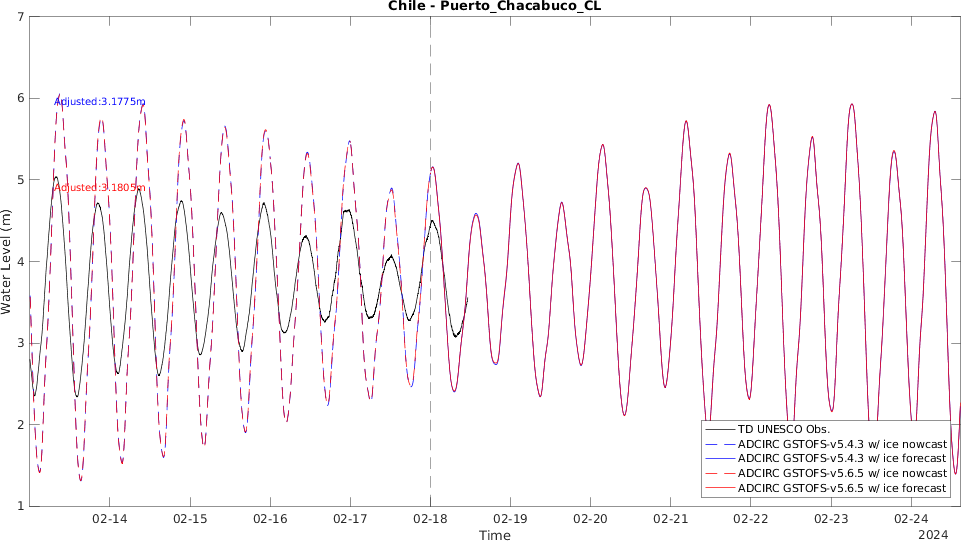 Chile - Puerto_Chacabuco_CL
7
6
5
4
3
2
1
Water Level (m)
Adjusted:3.1775m
Adjusted:3.1805m
TD UNESCO Obs.
ADCIRC GSTOFS-v5.4.3 w/ ice nowcast
ADCIRC GSTOFS-v5.4.3 w/ ice forecast
ADCIRC GSTOFS-v5.6.5 w/ ice nowcast
ADCIRC GSTOFS-v5.6.5 w/ ice forecast
02-14 02-15 02-16 02-17 02-18 02-19 02-20 02-21 02-22 02-23 02-24
Time
2024